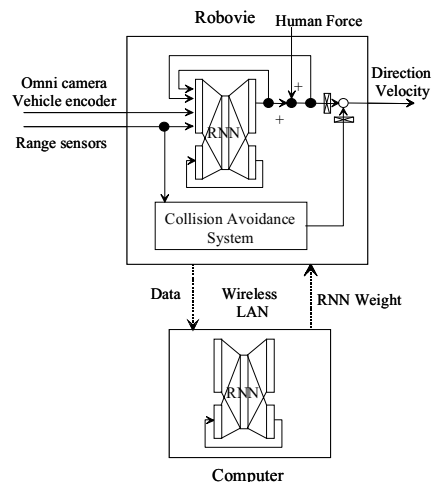 Robovie
Human Force
Omni camera
Vehicle encoder
Range sensors
Direction
Velocity
+
+
RNN
Collision Avoidance
System
Data
Wireless
LAN
RNN Weight
RNN
Computer